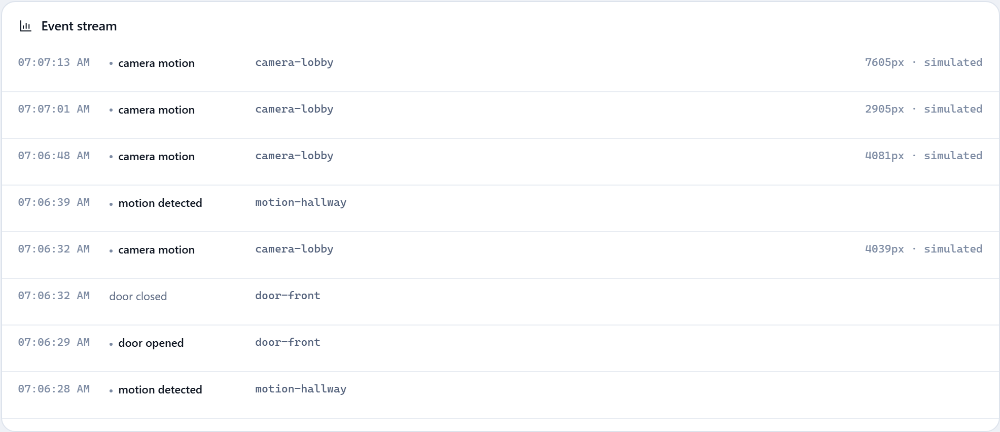 Event stream
07:07:13 AM • camera motion camera-lobby 7605px · simulated
07:07:01 AM • camera motion camera-lobby 2905px · simulated
07:06:48 AM • camera motion camera-lobby 4081px · simulated
07:06:39 AM • motion detected motion-hallway
07:06:32 AM • camera motion camera-lobby 4039px · simulated
07:06:32 AM door closed door-front
07:06:29 AM • door opened door-front
07:06:28 AM • motion detected motion-hallway